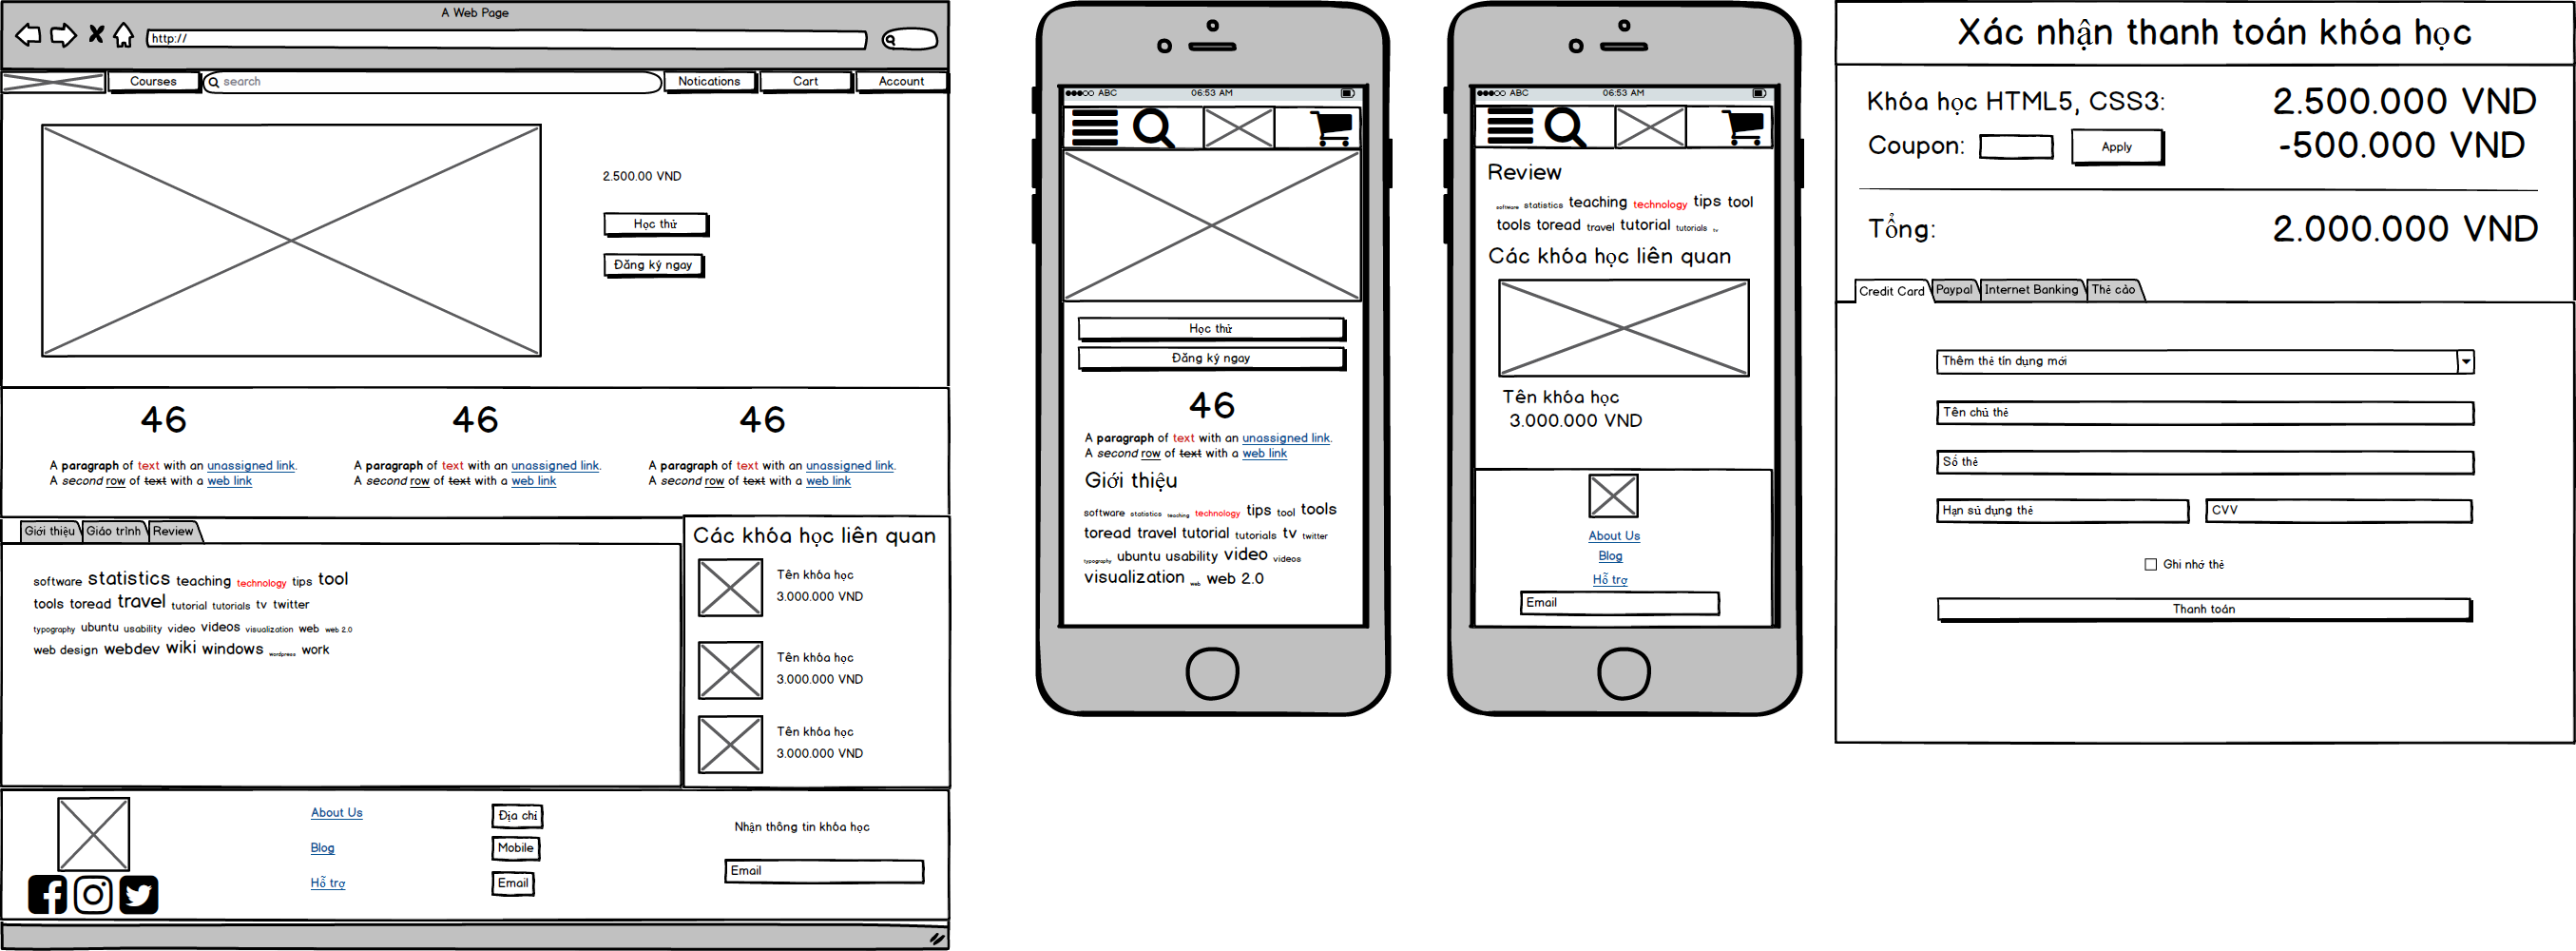 A Web Page
http://
Courses
search
Notications
Cart
Account
2.500.00 VND
Học thử
Đăng ký ngay
46
46
46
A paragraph of text with an unassigned link.
A second row of text with a web link
A paragraph of text with an unassigned link.
A second row of text with a web link
A paragraph of text with an unassigned link.
A second row of text with a web link
Giới thiệu
Giáo trình
Review
software statistics teaching technology tips tool
tools toread travel tutorial tutorials tv twitter
typography ubuntu usability video videos visualization web web 2.0
web design webdev wiki windows wordpress work
Các khóa học liên quan
Tên khóa học
3.000.000 VND
Tên khóa học
3.000.000 VND
Tên khóa học
3.000.000 VND
About Us
Blog
Hỗ trợ
Địa chỉ
Mobile
Email
Nhận thông tin khóa học
Email
ABC
06:53 AM
Học thử
Đăng ký ngay
46
A paragraph of text with an unassigned link.
A second row of text with a web link
Giới thiệu
software statistics teaching technology tips tool tools
toread travel tutorial tutorials tv twitter
typography ubuntu usability video videos
visualization web web 2.0
ABC
06:53 AM
Review
software statistics teaching technology tips tool
tools toread travel tutorial tutorials tv
Các khóa học liên quan
Tên khóa học
3.000.000 VND
About Us
Blog
Hỗ trợ
Email
Xác nhận thanh toán khóa học
Khóa học HTML5, CSS3:
2.500.000 VND
Coupon:
Apply
-500.000 VND
Tổng:
2.000.000 VND
Credit Card
Paypal
Internet Banking
Thẻ cào
Thêm thẻ tín dụng mới
Tên chủ thẻ
Số thẻ
Hạn sử dụng thẻ
CVV
Ghi nhớ thẻ
Thanh toán